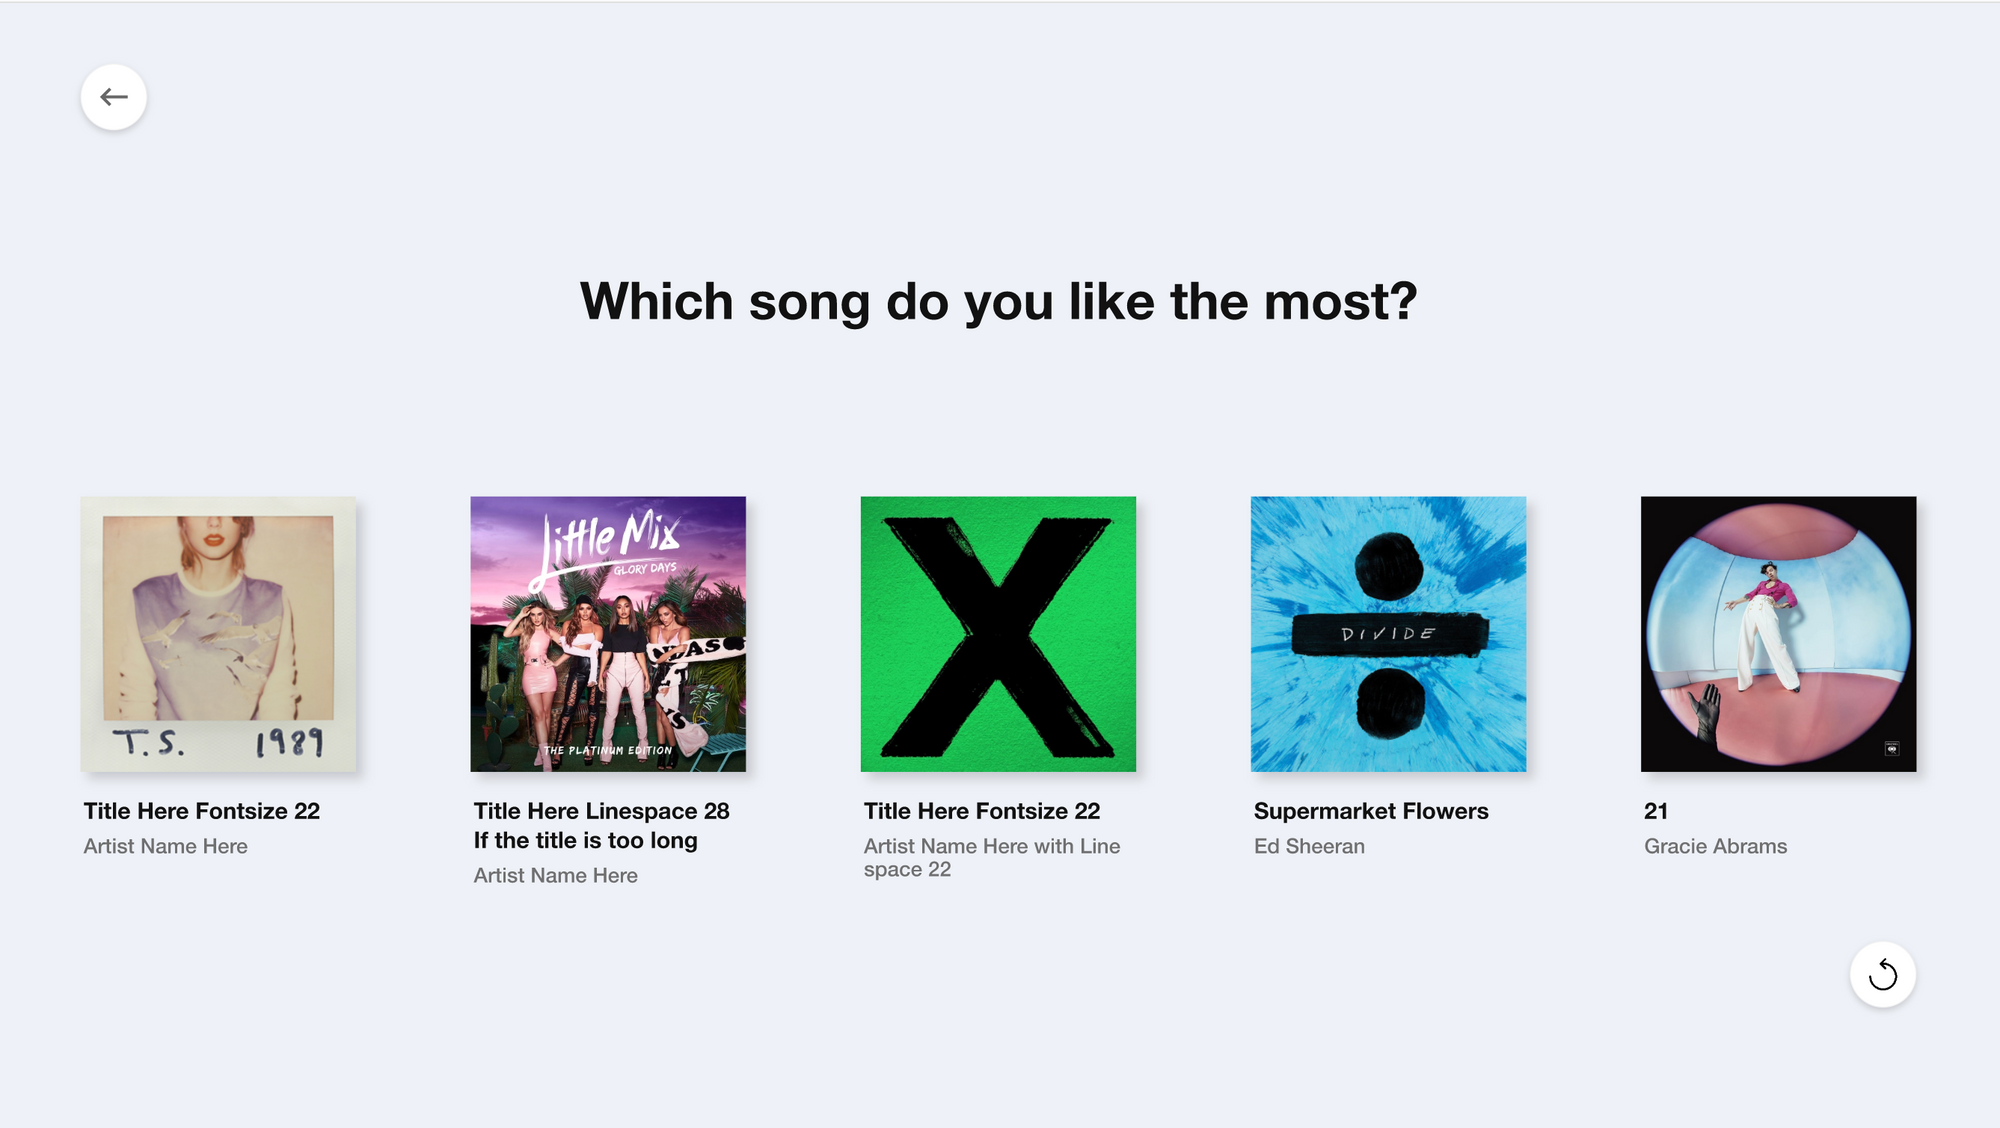 Which song do you like the most?
T.S. 1989
Little Mix
GLORY DAYS
THE PLATINUM EDITION
X
DIVIDE
Title Here Fontsize 22
Artist Name Here
Title Here Linespace 28
If the title is too long
Artist Name Here
Title Here Fontsize 22
Artist Name Here with Line
space 22
Supermarket Flowers
Ed Sheeran
21
Gracie Abrams